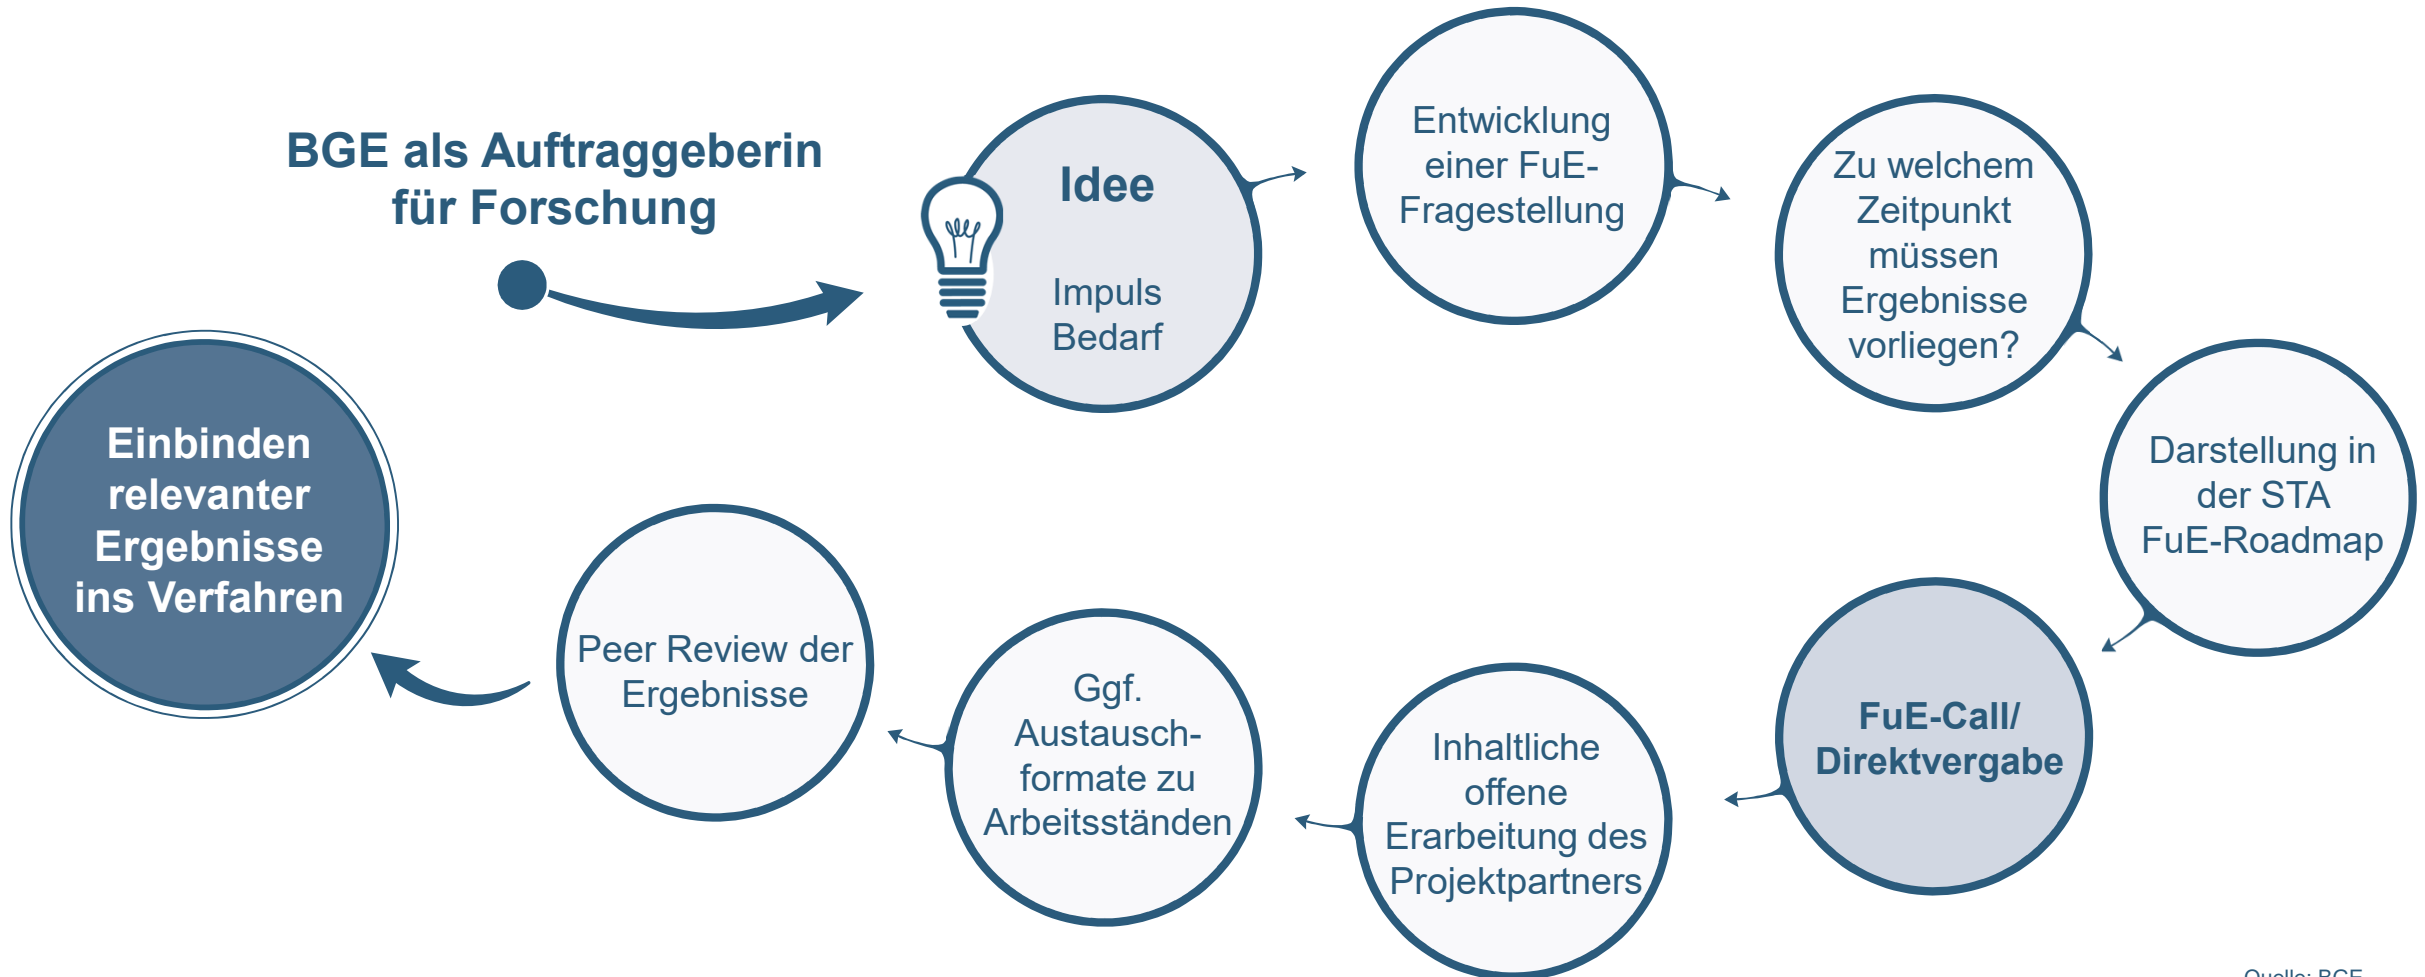 BGE als Auftraggeberin
für Forschung
Idee
Impuls
Bedarf
Entwicklung
einer FuE-
Fragestellung
Zu welchem
Zeitpunkt
müssen
Ergebnisse
vorliegen?
Darstellung in
der STA
FuE-Roadmap
FuE-Call/
Direktvergabe
Inhaltliche
offene
Erarbeitung des
Projektpartners
Ggf.
Austausch-
formate zu
Arbeitsständen
Peer Review der
Ergebnisse
Einbinden
relevanter
Ergebnisse
ins Verfahren
Quelle: BGE